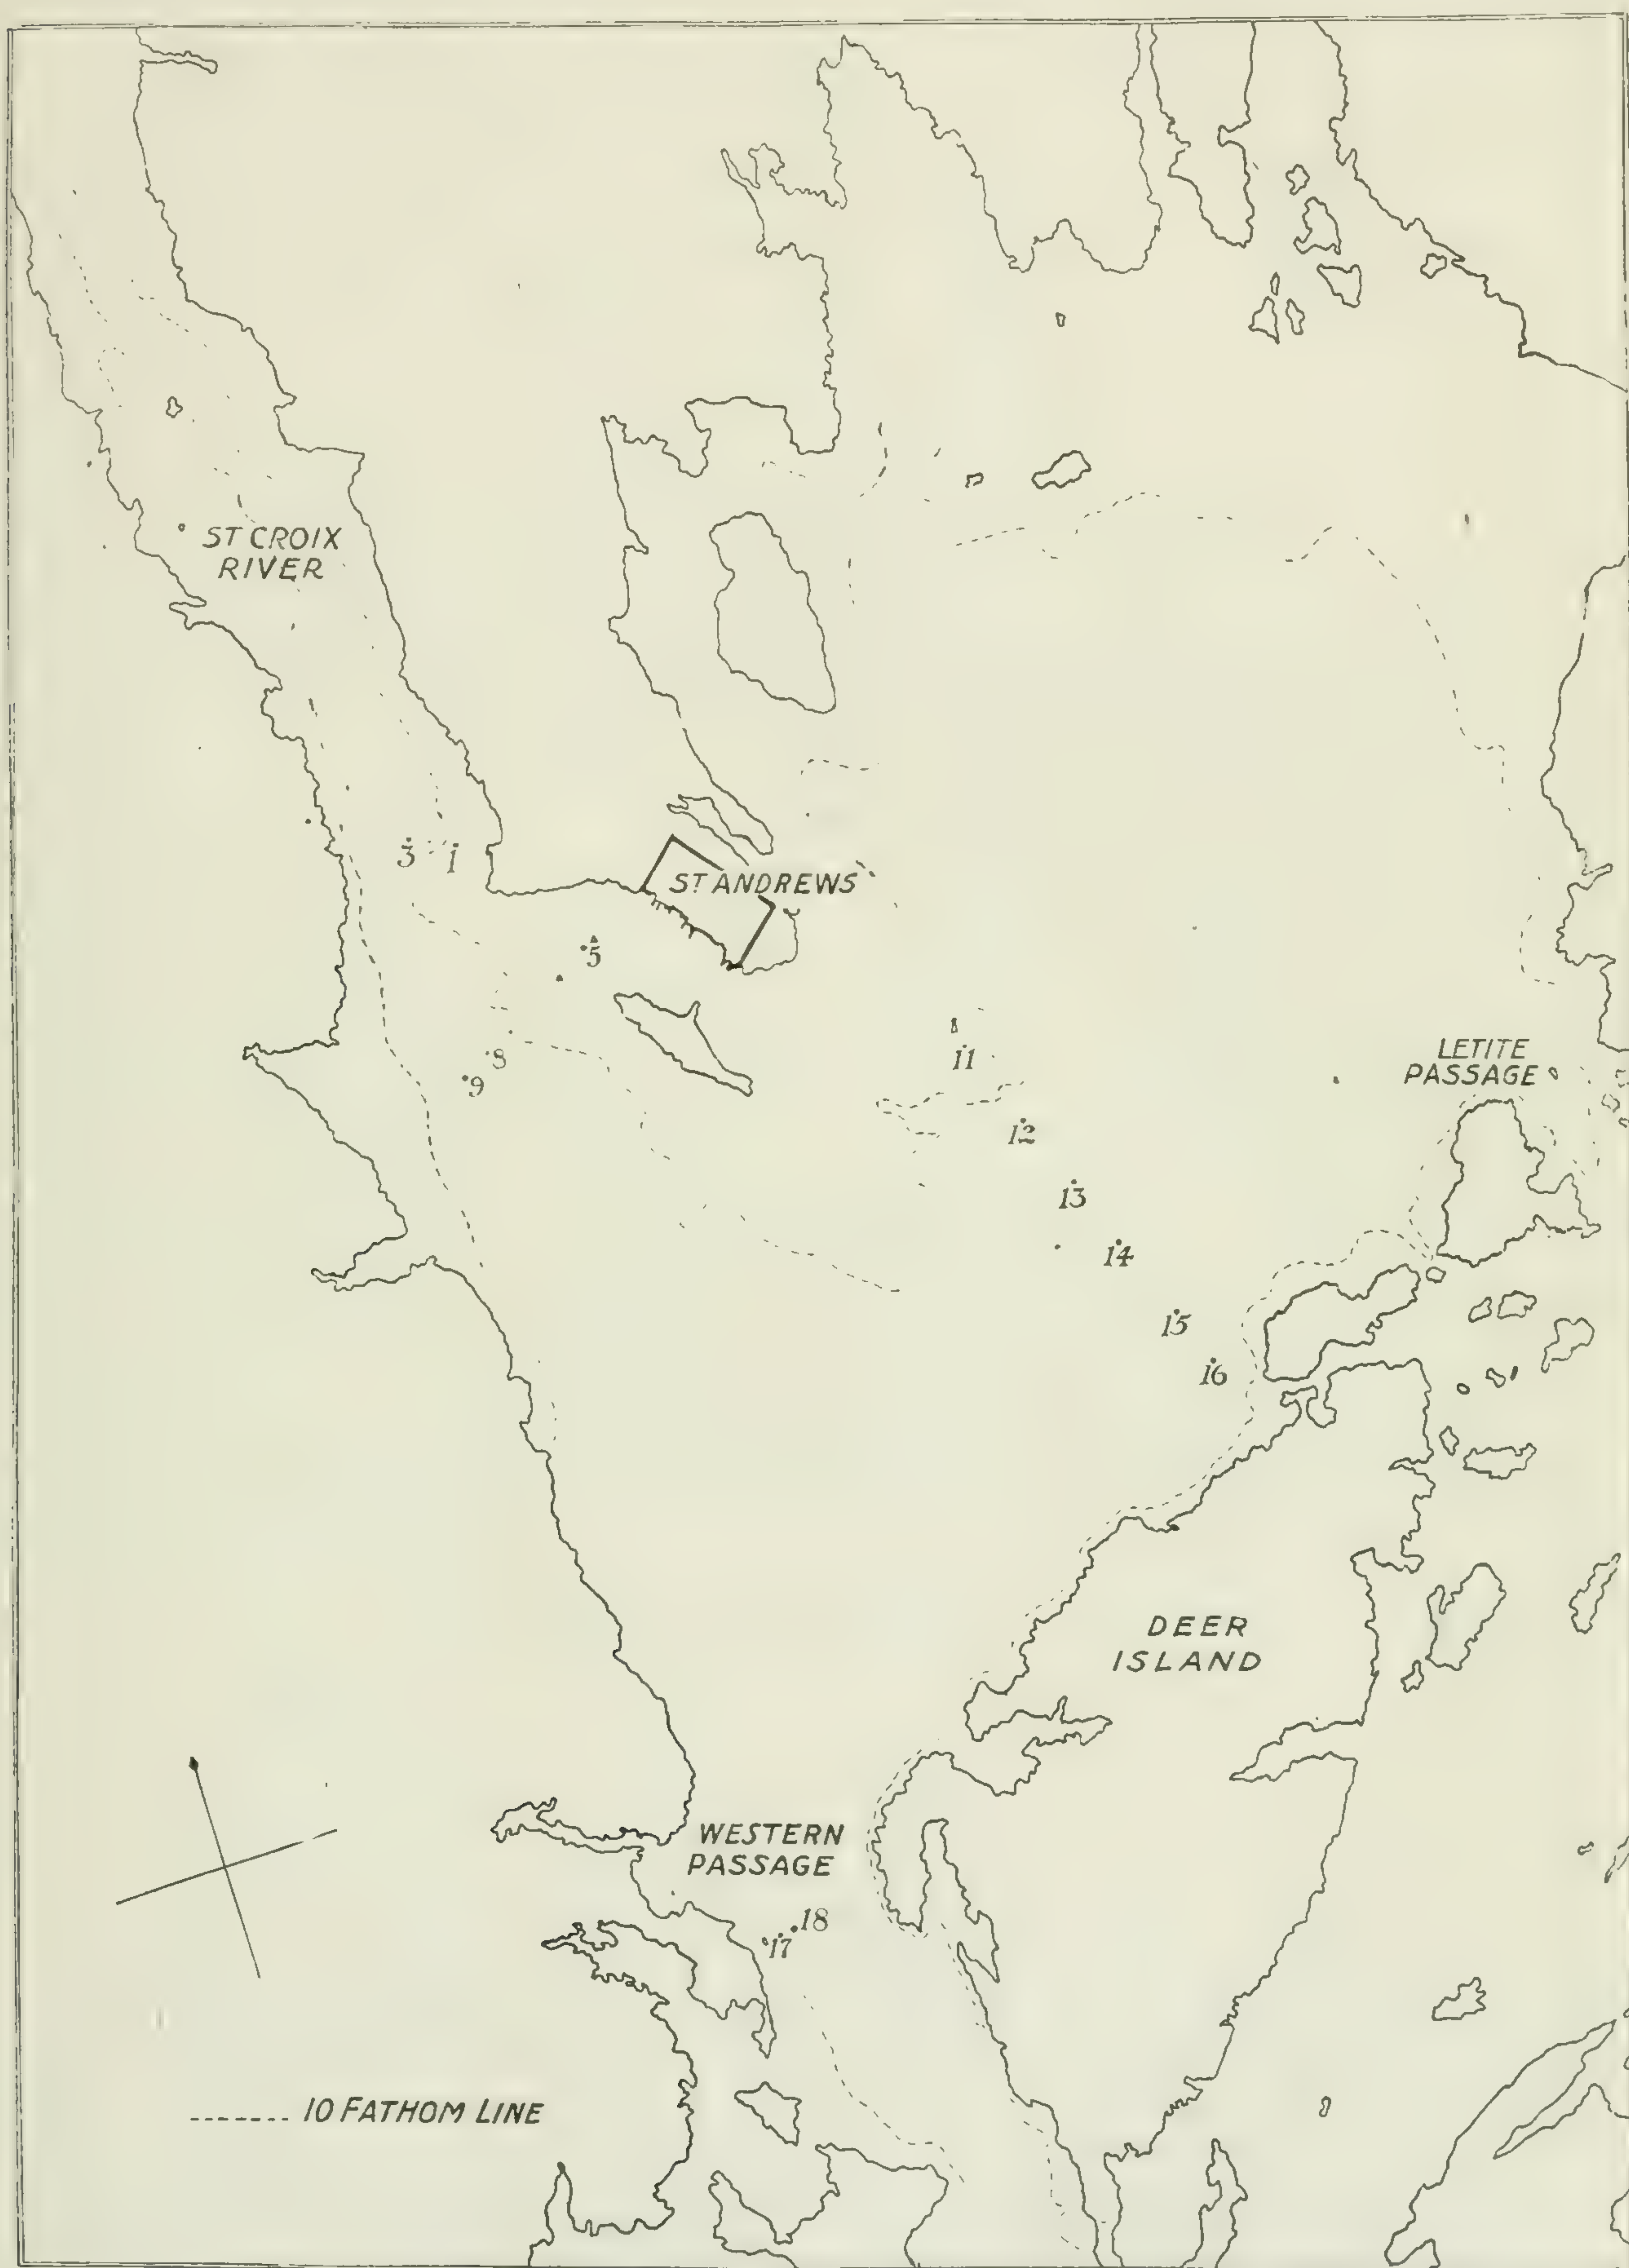 ST CROIX
RIVER
3 1
ST. ANDREWS
5
8
9
11
LETITE
PASSAGE
12
13
14
15
16
DEER
ISLAND
WESTERN
PASSAGE
18
17
10 FATHOM LINE